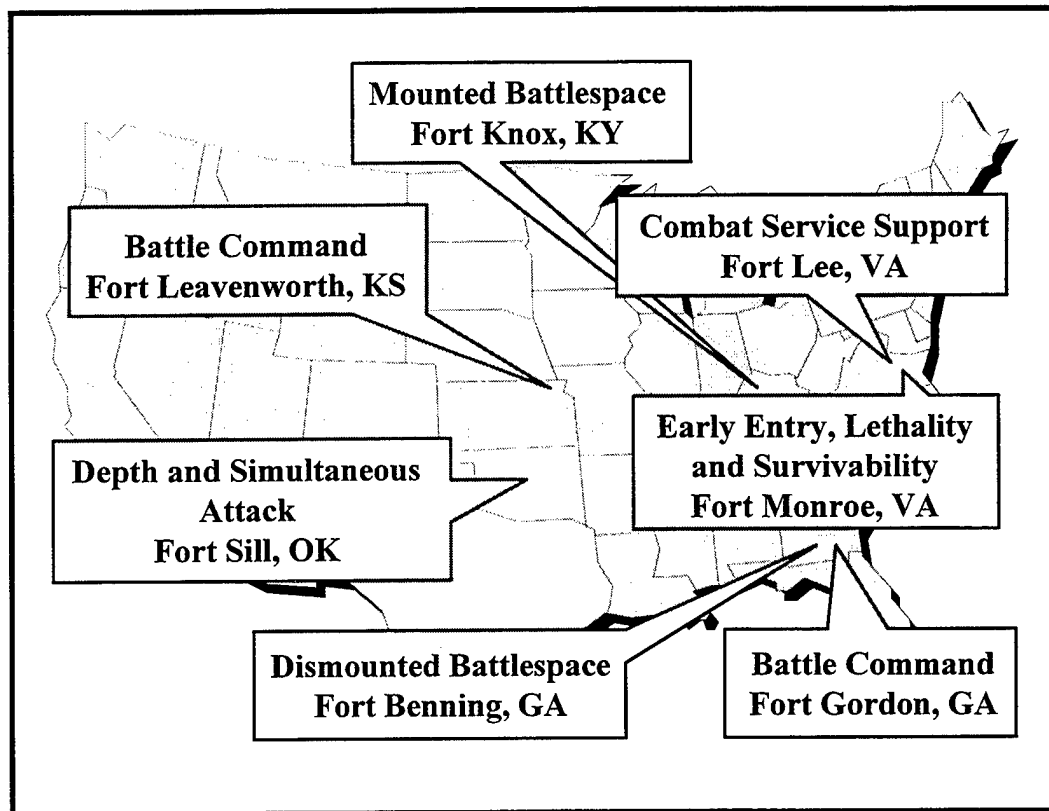 Mounted Battlespace
Fort Knox, KY
Combat Service Support
Fort Lee, VA
Battle Command
Fort Leavenworth, KS
Early Entry, Lethality
and Survivability
Fort Monroe, VA
Depth and Simultaneous
Attack
Fort Sill, OK
Dismounted Battlespace
Fort Benning, GA
Battle Command
Fort Gordon, GA